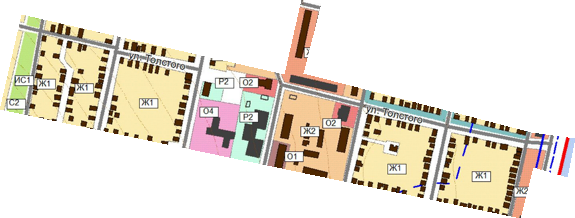 ул. Толстого
ИС1
Ж1
Ж1
С2
Ж1
Р2
О2
О4
Р2
ул. Толстого
О2
Ж2
О1
Ж1
Ж1
Ж2